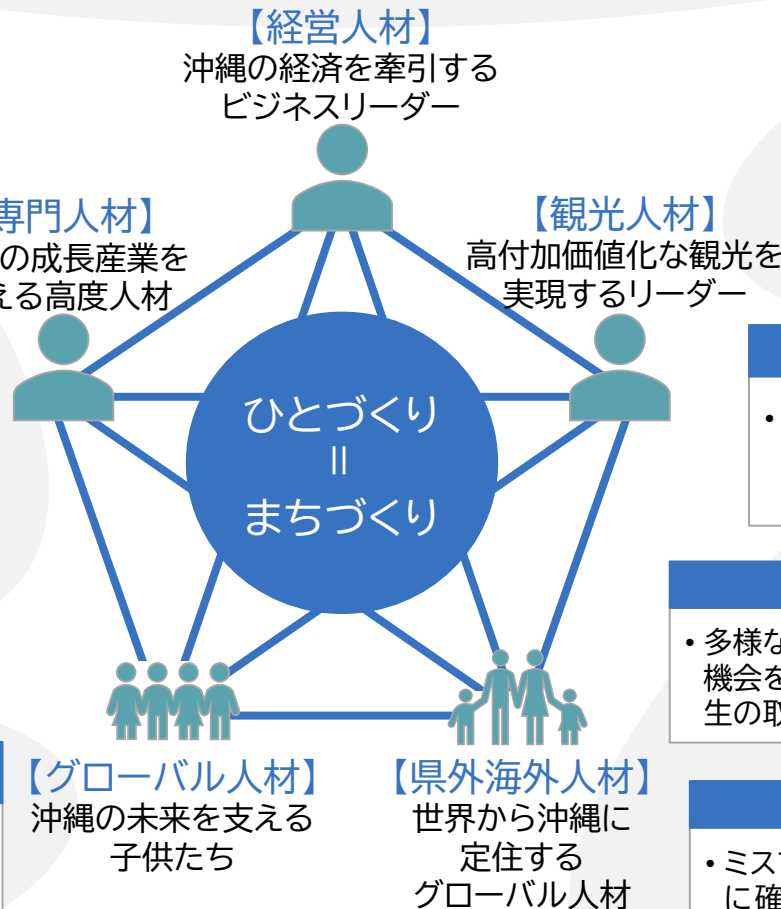 【経営人材】
沖縄の経済を牽引する
ビジネスリーダー
専門人材】
の成長産業を
える高度人材
【観光人材】
高付加価値化な観光を
実現するリーダー
ひとづくり
＝
まちづくり
【グローバル人材】
沖縄の未来を支える
子供たち
【県外海外人材】
世界から沖縄に
定住する
グローバル人材
•
• 多様な
機会を
生の取
• ミス
に確